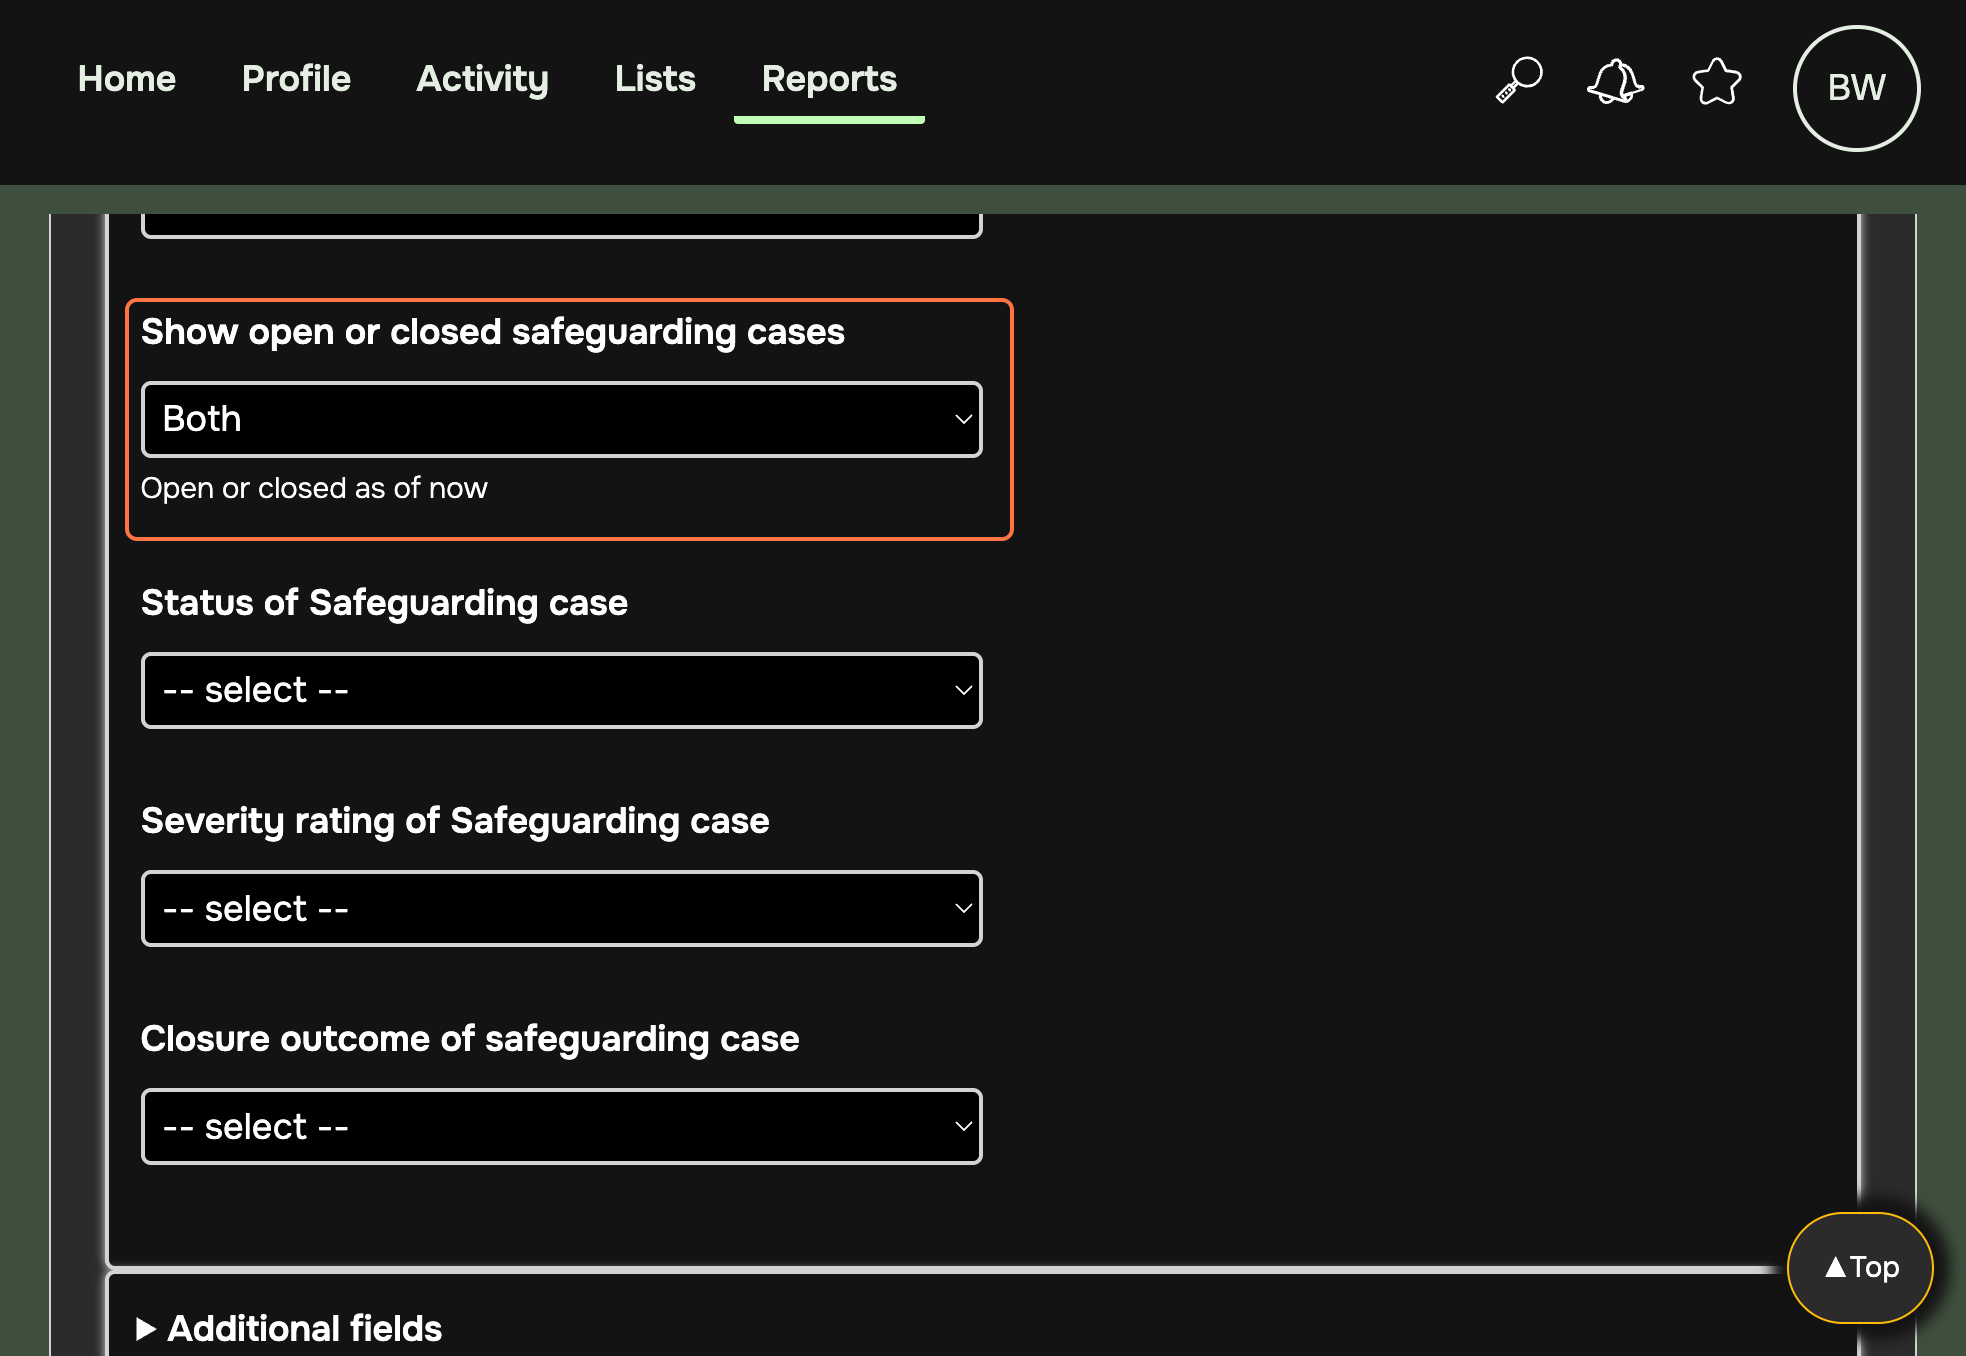 Home Profile Activity Lists Reports BW
Show open or closed safeguarding cases
Both
Open or closed as of now
Status of Safeguarding case
-- select --
Severity rating of Safeguarding case
-- select --
Closure outcome of safeguarding case
-- select --
▲Top
▶ Additional fields